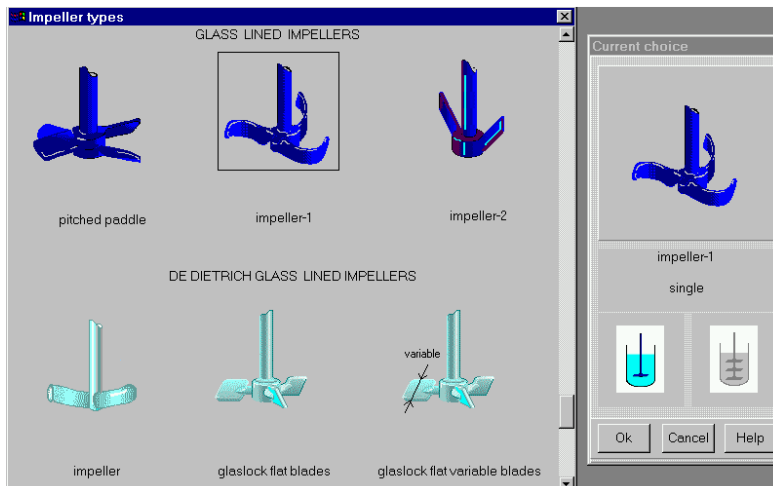 Impeller types
GLASS LINED IMPELLERS
pitched paddle
impeller-1
impeller-2
DE DIETRICH GLASS LINED IMPELLERS
variable
impeller
glaslock flat blades
glaslock flat variable blades
Current choice
impeller-1
single
Ok
Cancel
Help